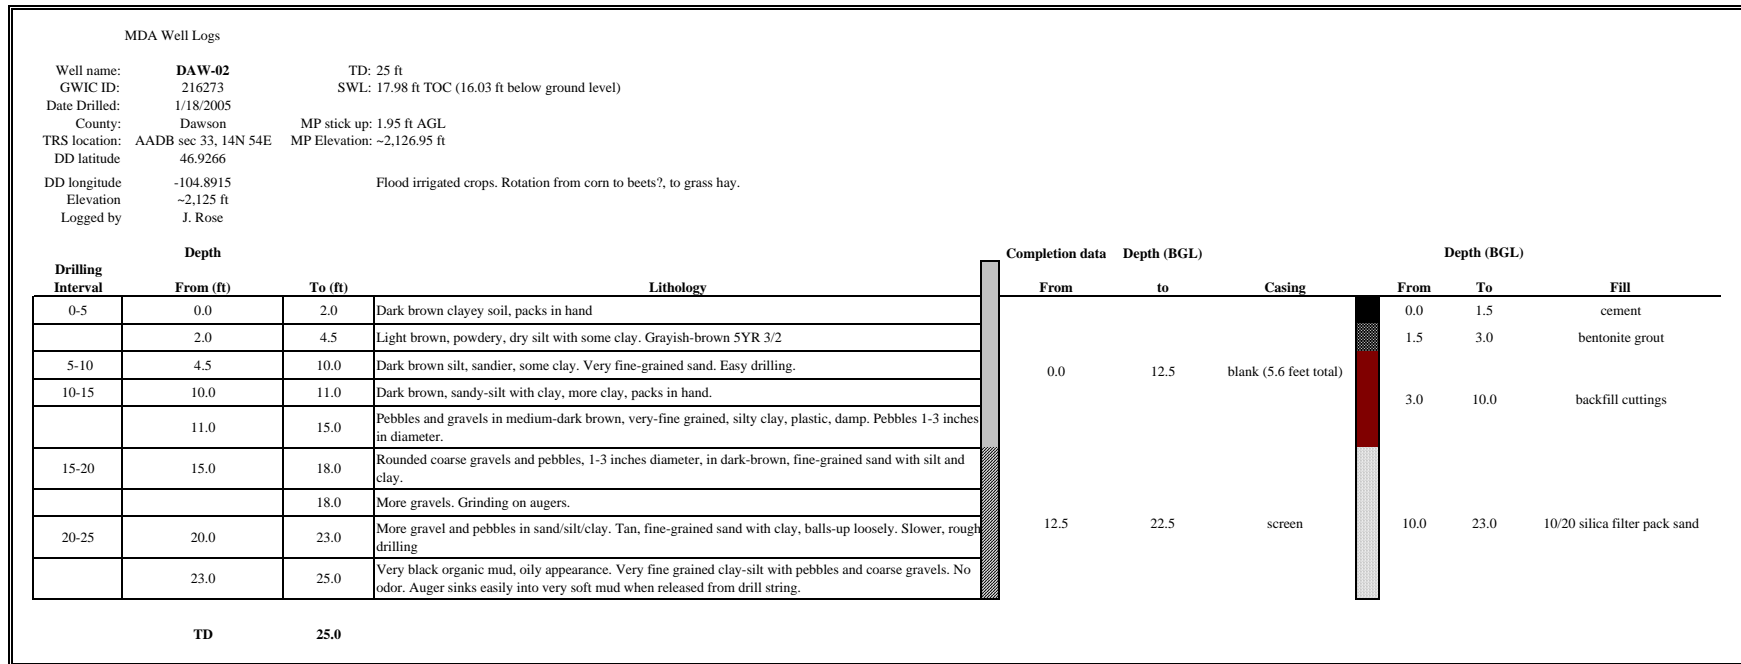 MDA Well Logs
Well name: DAW-02 TD: 25 ft
GWIC ID: 216273 SWL: 17.98 ft TOC (16.03 ft below ground level)
Date Drilled: 1/18/2005
County: Dawson MP stick up: 1.95 ft AGL
TRS location: AADB sec 33, 14N 54E MP Elevation: ~2,126.95 ft
DD latitude 46.9266
DD longitude -104.8915 Flood irrigated crops. Rotation from corn to beets?, to grass hay.
Elevation ~2,125 ft
Logged by J. Rose
Depth Completion data Depth (BGL) Depth (BGL)
Drilling
Interval From (ft) To (ft) Lithology From to Casing From To Fill
0-5 0.0 2.0 Dark brown clayey soil, packs in hand 0.0 1.5 cement
2.0 4.5 Light brown, powdery, dry silt with some clay. Grayish-brown 5YR 3/2 1.5 3.0 bentonite grout
5-10 4.5 10.0 Dark brown silt, sandier, some clay. Very fine-grained sand. Easy drilling.
0.0 12.5 blank (5.6 feet total)
10-15 10.0 11.0 Dark brown, sandy-silt with clay, more clay, packs in hand.
3.0 10.0 backfill cuttings
11.0 15.0 Pebbles and gravels in medium-dark brown, very-fine grained, silty clay, plastic, damp. Pebbles 1-3 inches
in diameter.
15-20 15.0 18.0 Rounded coarse gravels and pebbles, 1-3 inches diameter, in dark-brown, fine-grained sand with silt and
clay.
18.0 More gravels. Grinding on augers.
12.5 22.5 screen 10.0 23.0 10/20 silica filter pack sand
20-25 20.0 23.0 More gravel and pebbles in sand/silt/clay. Tan, fine-grained sand with clay, balls-up loosely. Slower, rough
drilling
23.0 25.0 Very black organic mud, oily appearance. Very fine grained clay-silt with pebbles and coarse gravels. No
odor. Auger sinks easily into very soft mud when released from drill string.
TD 25.0